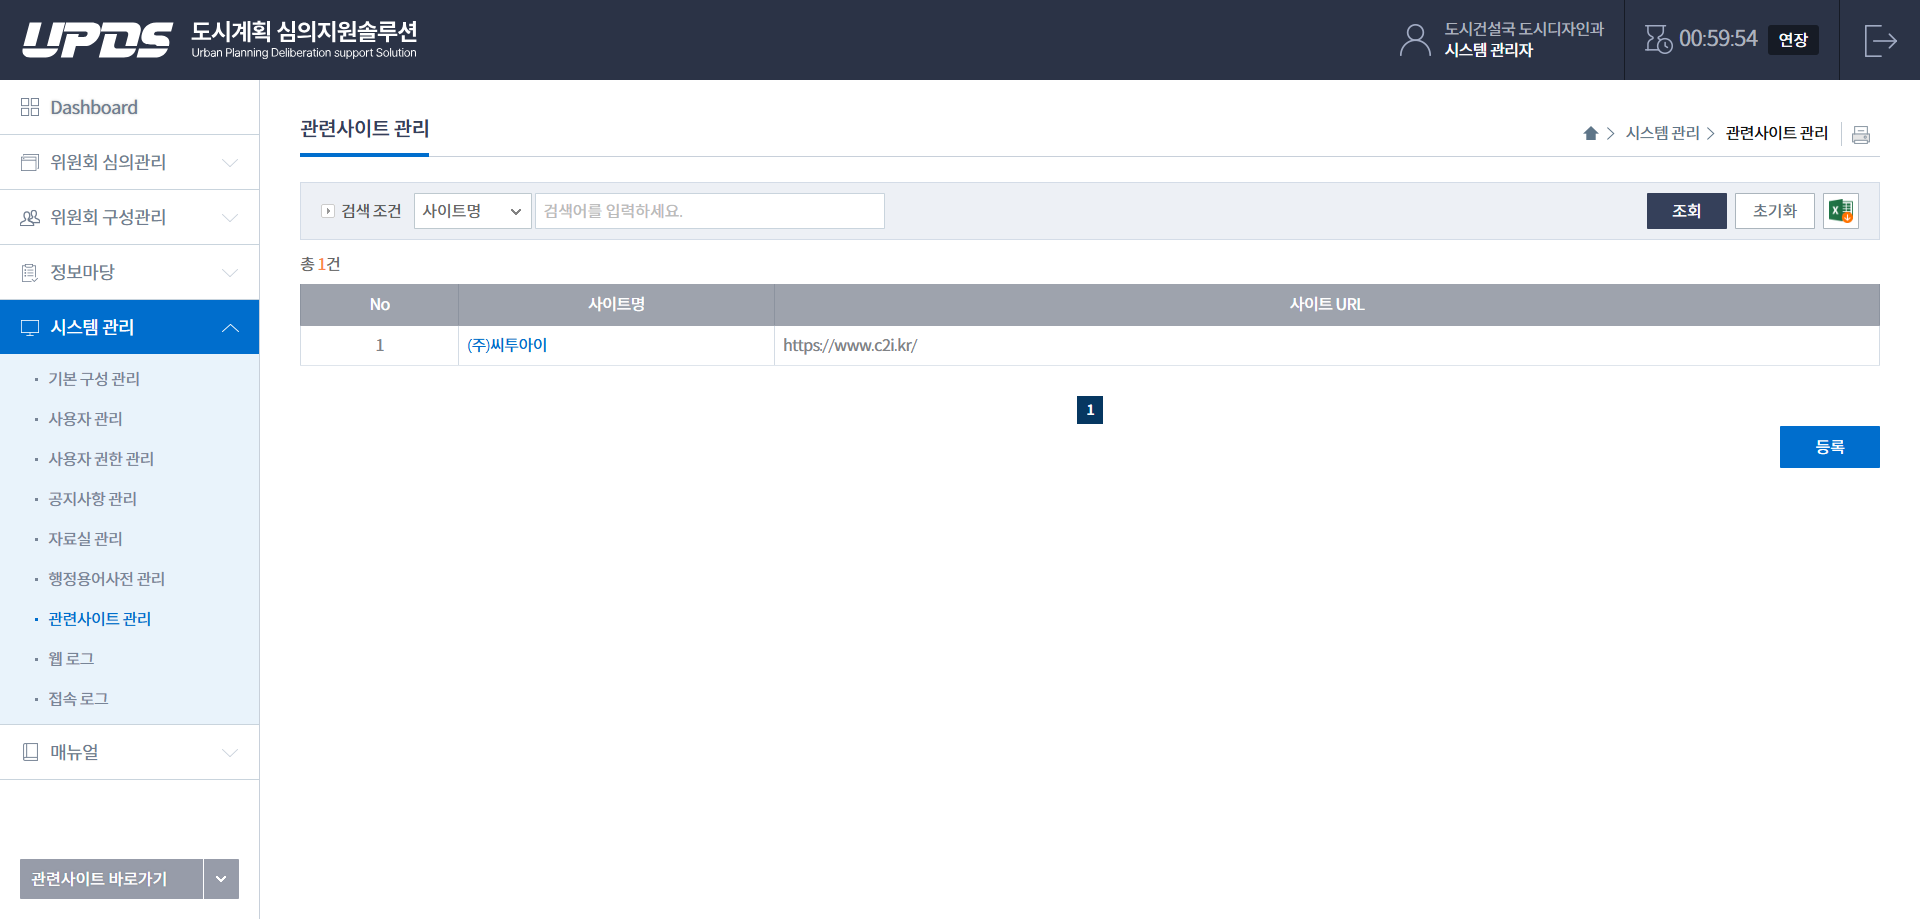 UPDS 도시계획 심의지원솔루션
Urban Planning Deliberation support Solution
도시건설국 도시디자인과
시스템 관리자
00:59:54 연장
Dashboard
위원회 심의관리
위원회 구성관리
정보마당
시스템 관리
기본 구성 관리
사용자 관리
사용자 권한 관리
공지사항 관리
자료실 관리
행정용어사전 관리
관련사이트 관리
웹 로그
접속 로그
매뉴얼
관련사이트 바로가기
관련사이트 관리
시스템 관리 관련사이트 관리
검색 조건 사이트명 검색어를 입력하세요. 조회 초기화
총 1건
No 사이트명 사이트 URL
1 (주)씨투아이 https://www.c2i.kr/
1
등록